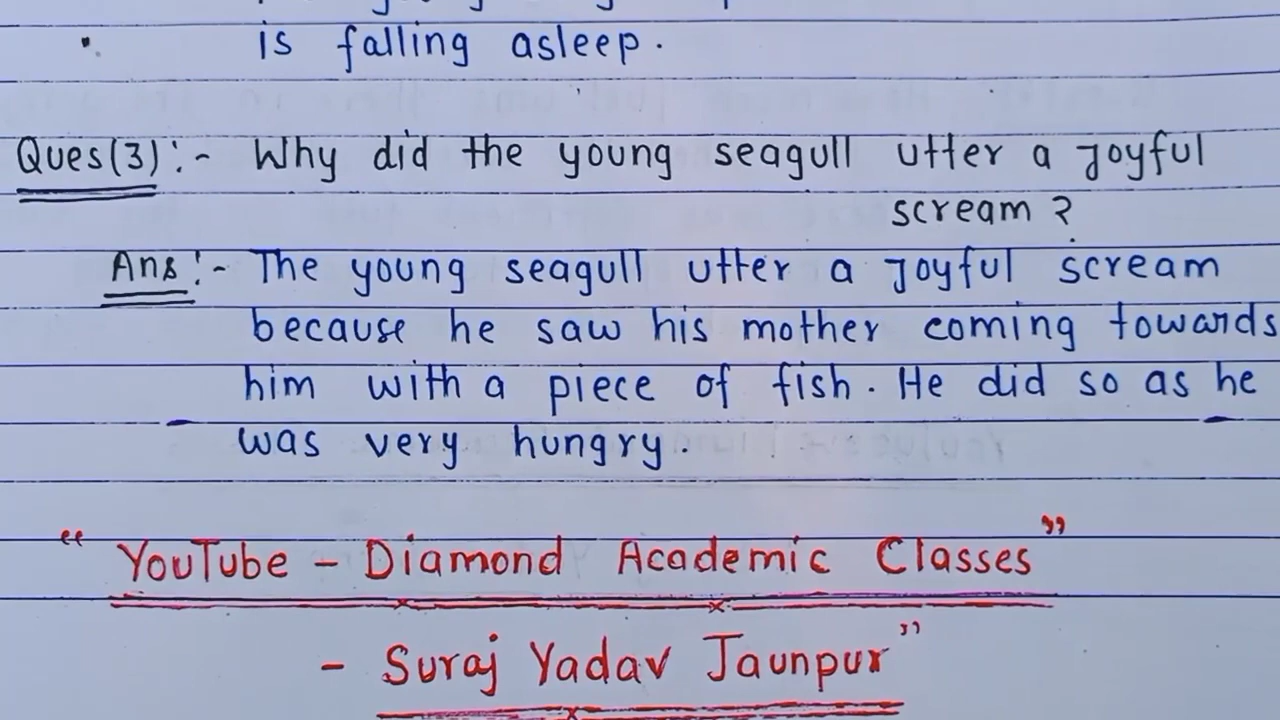 is falling asleep.
Ques(3):- Why did the young seagull utter a Joyful
scream?
Ans:- The young seagull utter a Joyful scream
because he saw his mother coming towards
him with a piece of fish. He did so as he
was very hungry.
"YouTube - Diamond Academic Classes"
- Suraj Yadav Jaunpur"